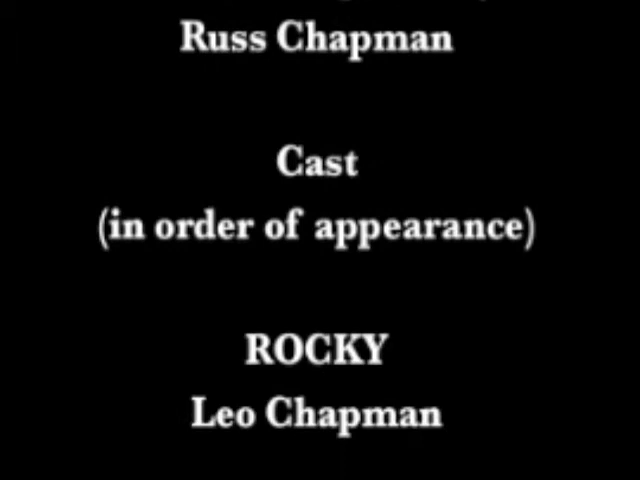 Russ Chapman
Cast
(in order of appearance)
ROCKY
Leo Chapman